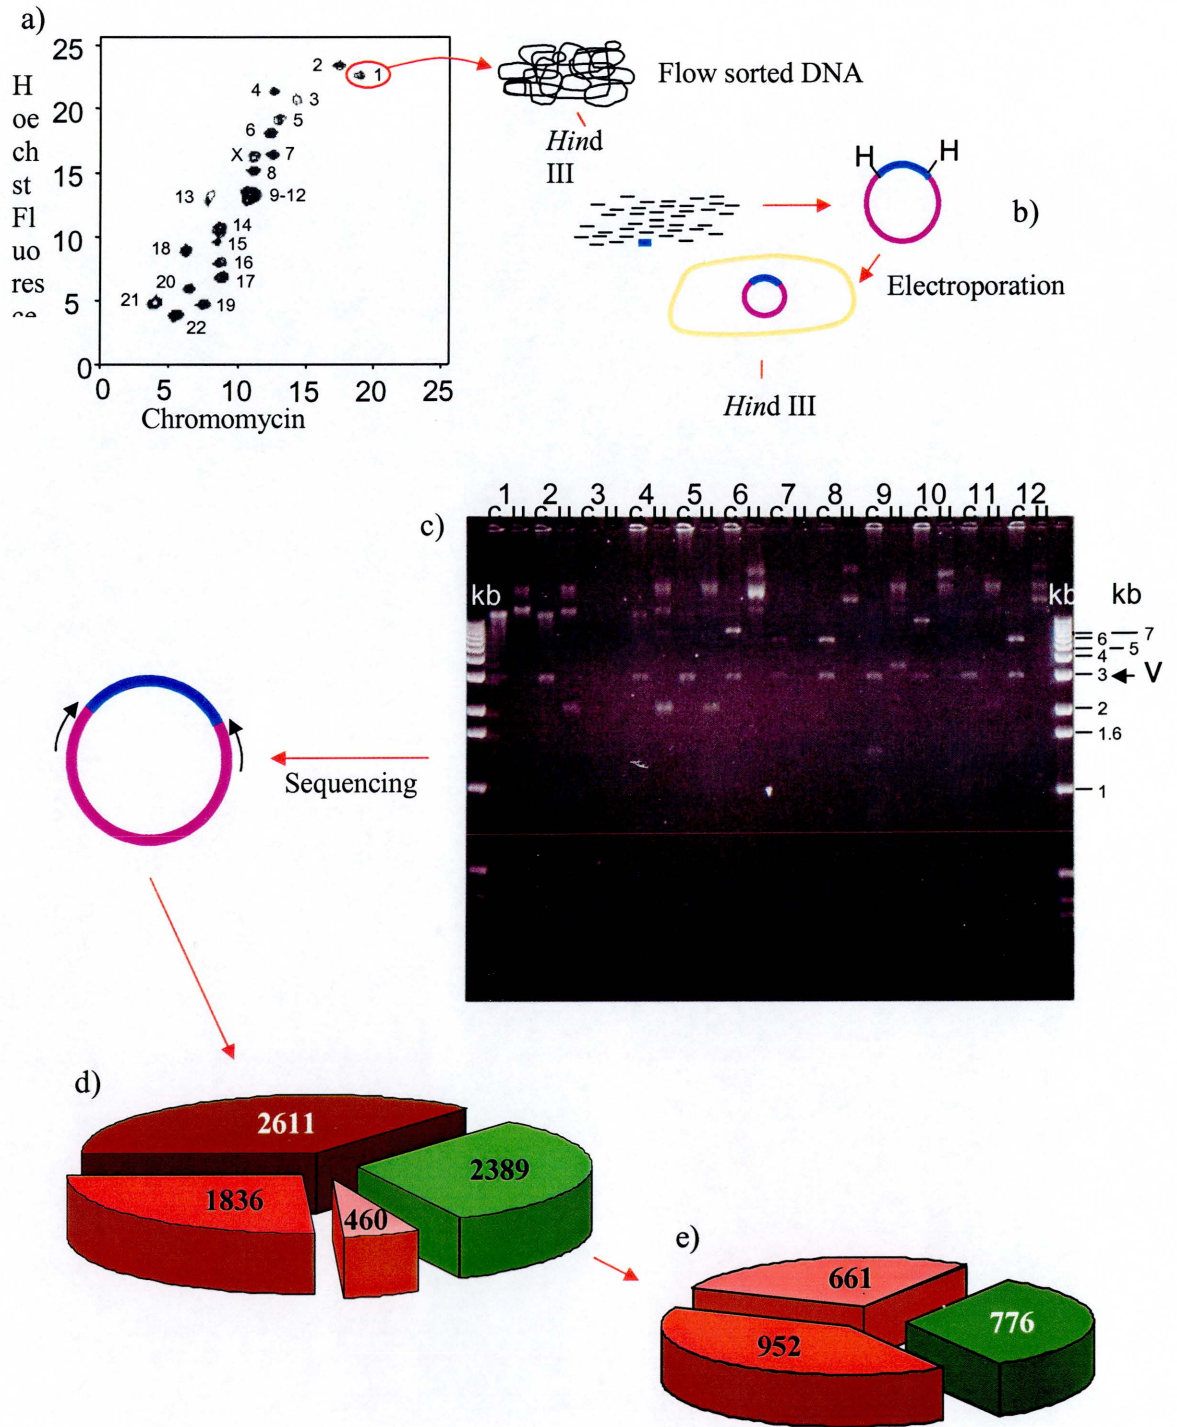 a)
25
20
15
10
5
0
H
oe
ch
st
Fl
uo
res
ce
2
1
4
3
5
6
X
7
8
13
9-12
14
15
18
16
17
20
21
19
22
0 5 10 15 20 25
Chromomycin
Flow sorted DNA
Hind
III
H H
b)
Electroporation
Hind III
c)
1 2 3 4 5 6 7 8 9 10 11 12
C U C U C U C U C U C U C U C U C U C U C U C U
kb kb kb
6 7
5
4
3 V
2
1.6
1
Sequencing
d)
2611
2389
1836
460
e)
661
776
952